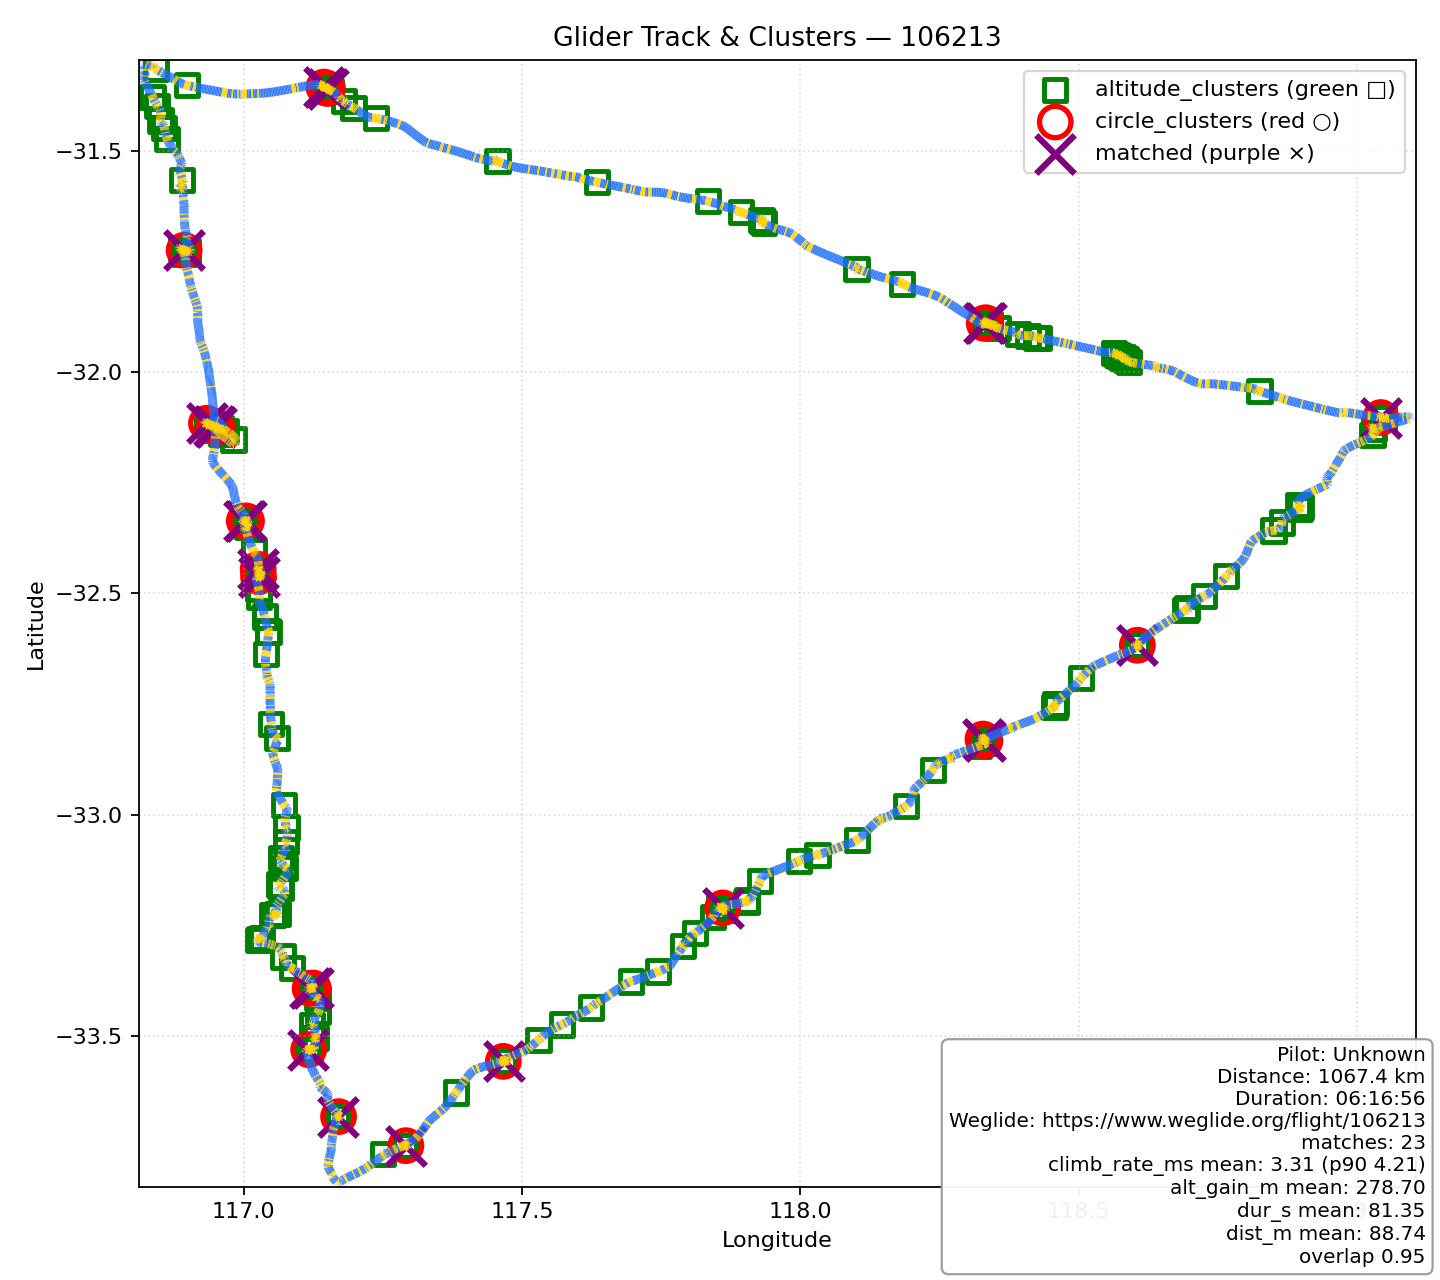 Glider Track & Clusters — 106213
altitude_clusters (green □)
circle_clusters (red ○)
matched (purple ×)
Latitude
−31.5
−32.0
−32.5
−33.0
−33.5
117.0
117.5
118.0
118.5
Longitude
Pilot: Unknown
Distance: 1067.4 km
Duration: 06:16:56
Weglide: https://www.weglide.org/flight/106213
matches: 23
climb_rate_ms mean: 3.31 (p90 4.21)
alt_gain_m mean: 278.70
dur_s mean: 81.35
dist_m mean: 88.74
overlap 0.95